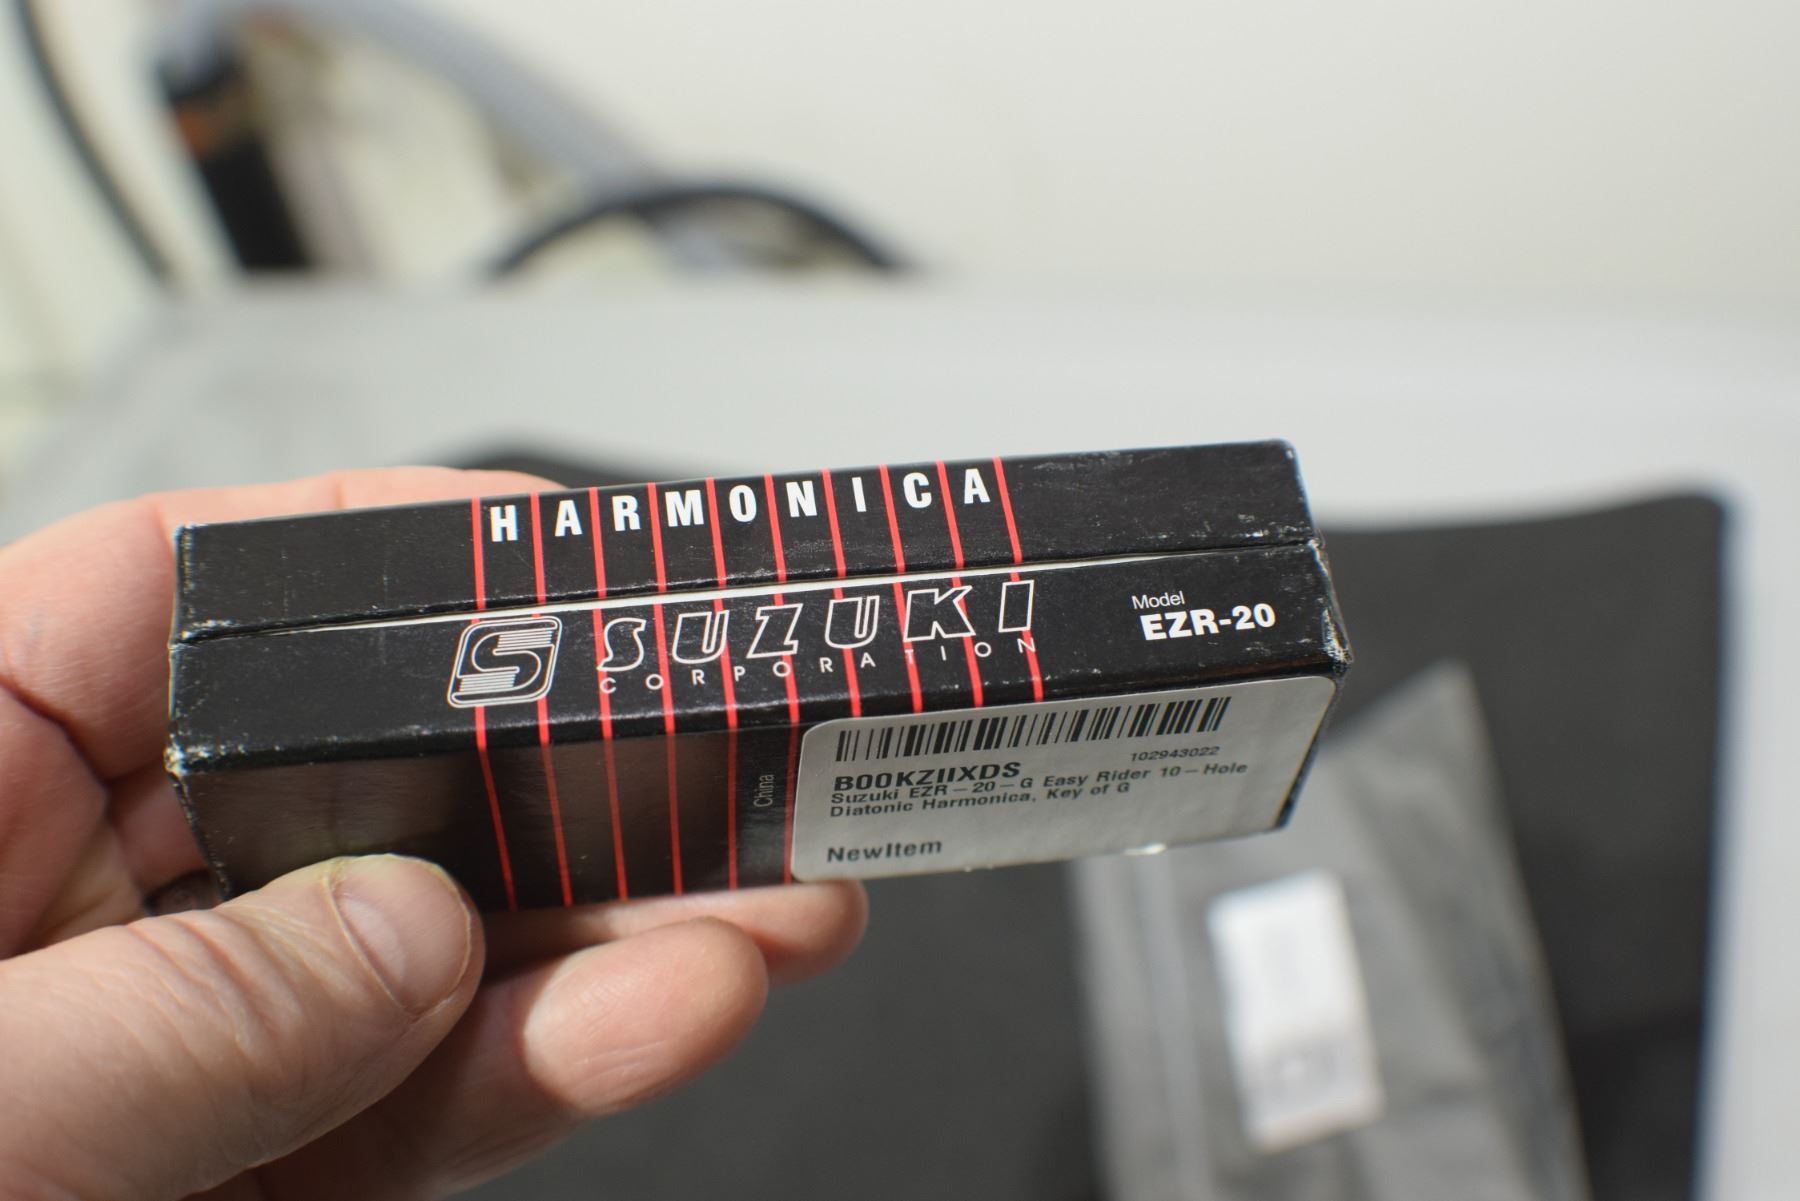 HARMONICA
S SUZUKI
CORPORATION
Model
EZR-20
China
102943022
B00KZIIXDS
Suzuki EZR-20-G Easy Rider 10-Hole
Diatonic Harmonica, Key of G
NewItem